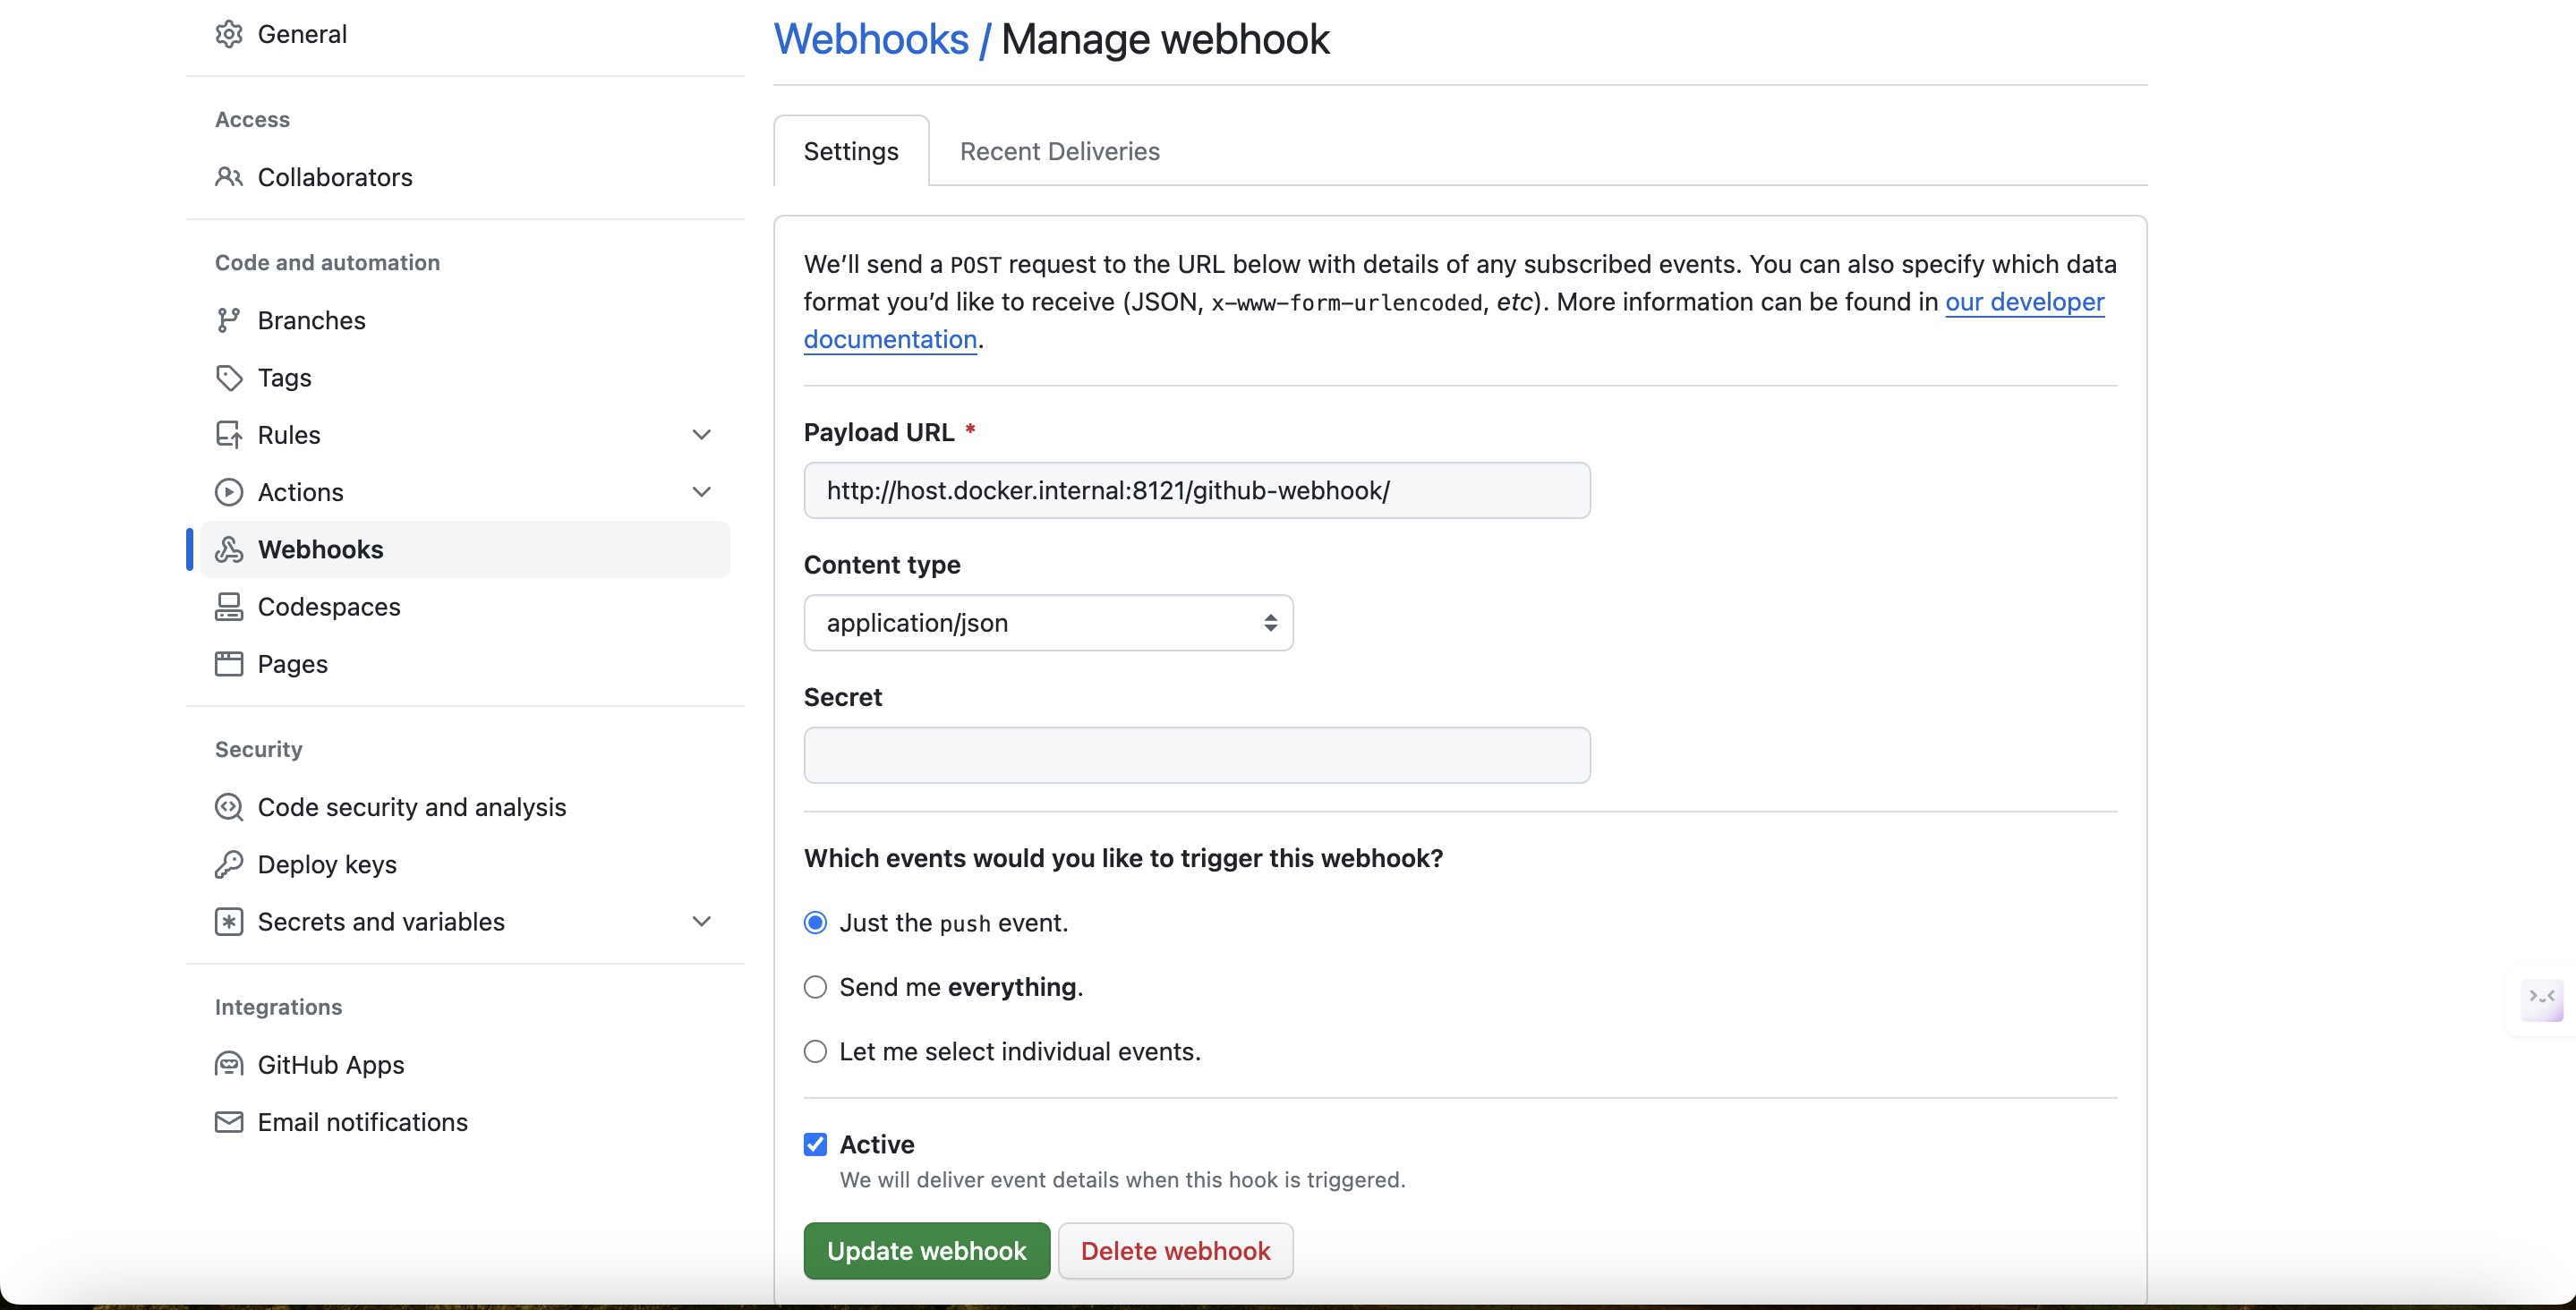 General
Access
Collaborators
Code and automation
Branches
Tags
Rules
Actions
Webhooks
Codespaces
Pages
Security
Code security and analysis
Deploy keys
Secrets and variables
Integrations
GitHub Apps
Email notifications
Webhooks / Manage webhook
Settings
Recent Deliveries
We’ll send a POST request to the URL below with details of any subscribed events. You can also specify which data
format you’d like to receive (JSON, x-www-form-urlencoded, etc). More information can be found in our developer
documentation.
Payload URL *
http://host.docker.internal:8121/github-webhook/
Content type
application/json
Secret
Which events would you like to trigger this webhook?
Just the push event.
Send me everything.
Let me select individual events.
Active
We will deliver event details when this hook is triggered.
Update webhook
Delete webhook